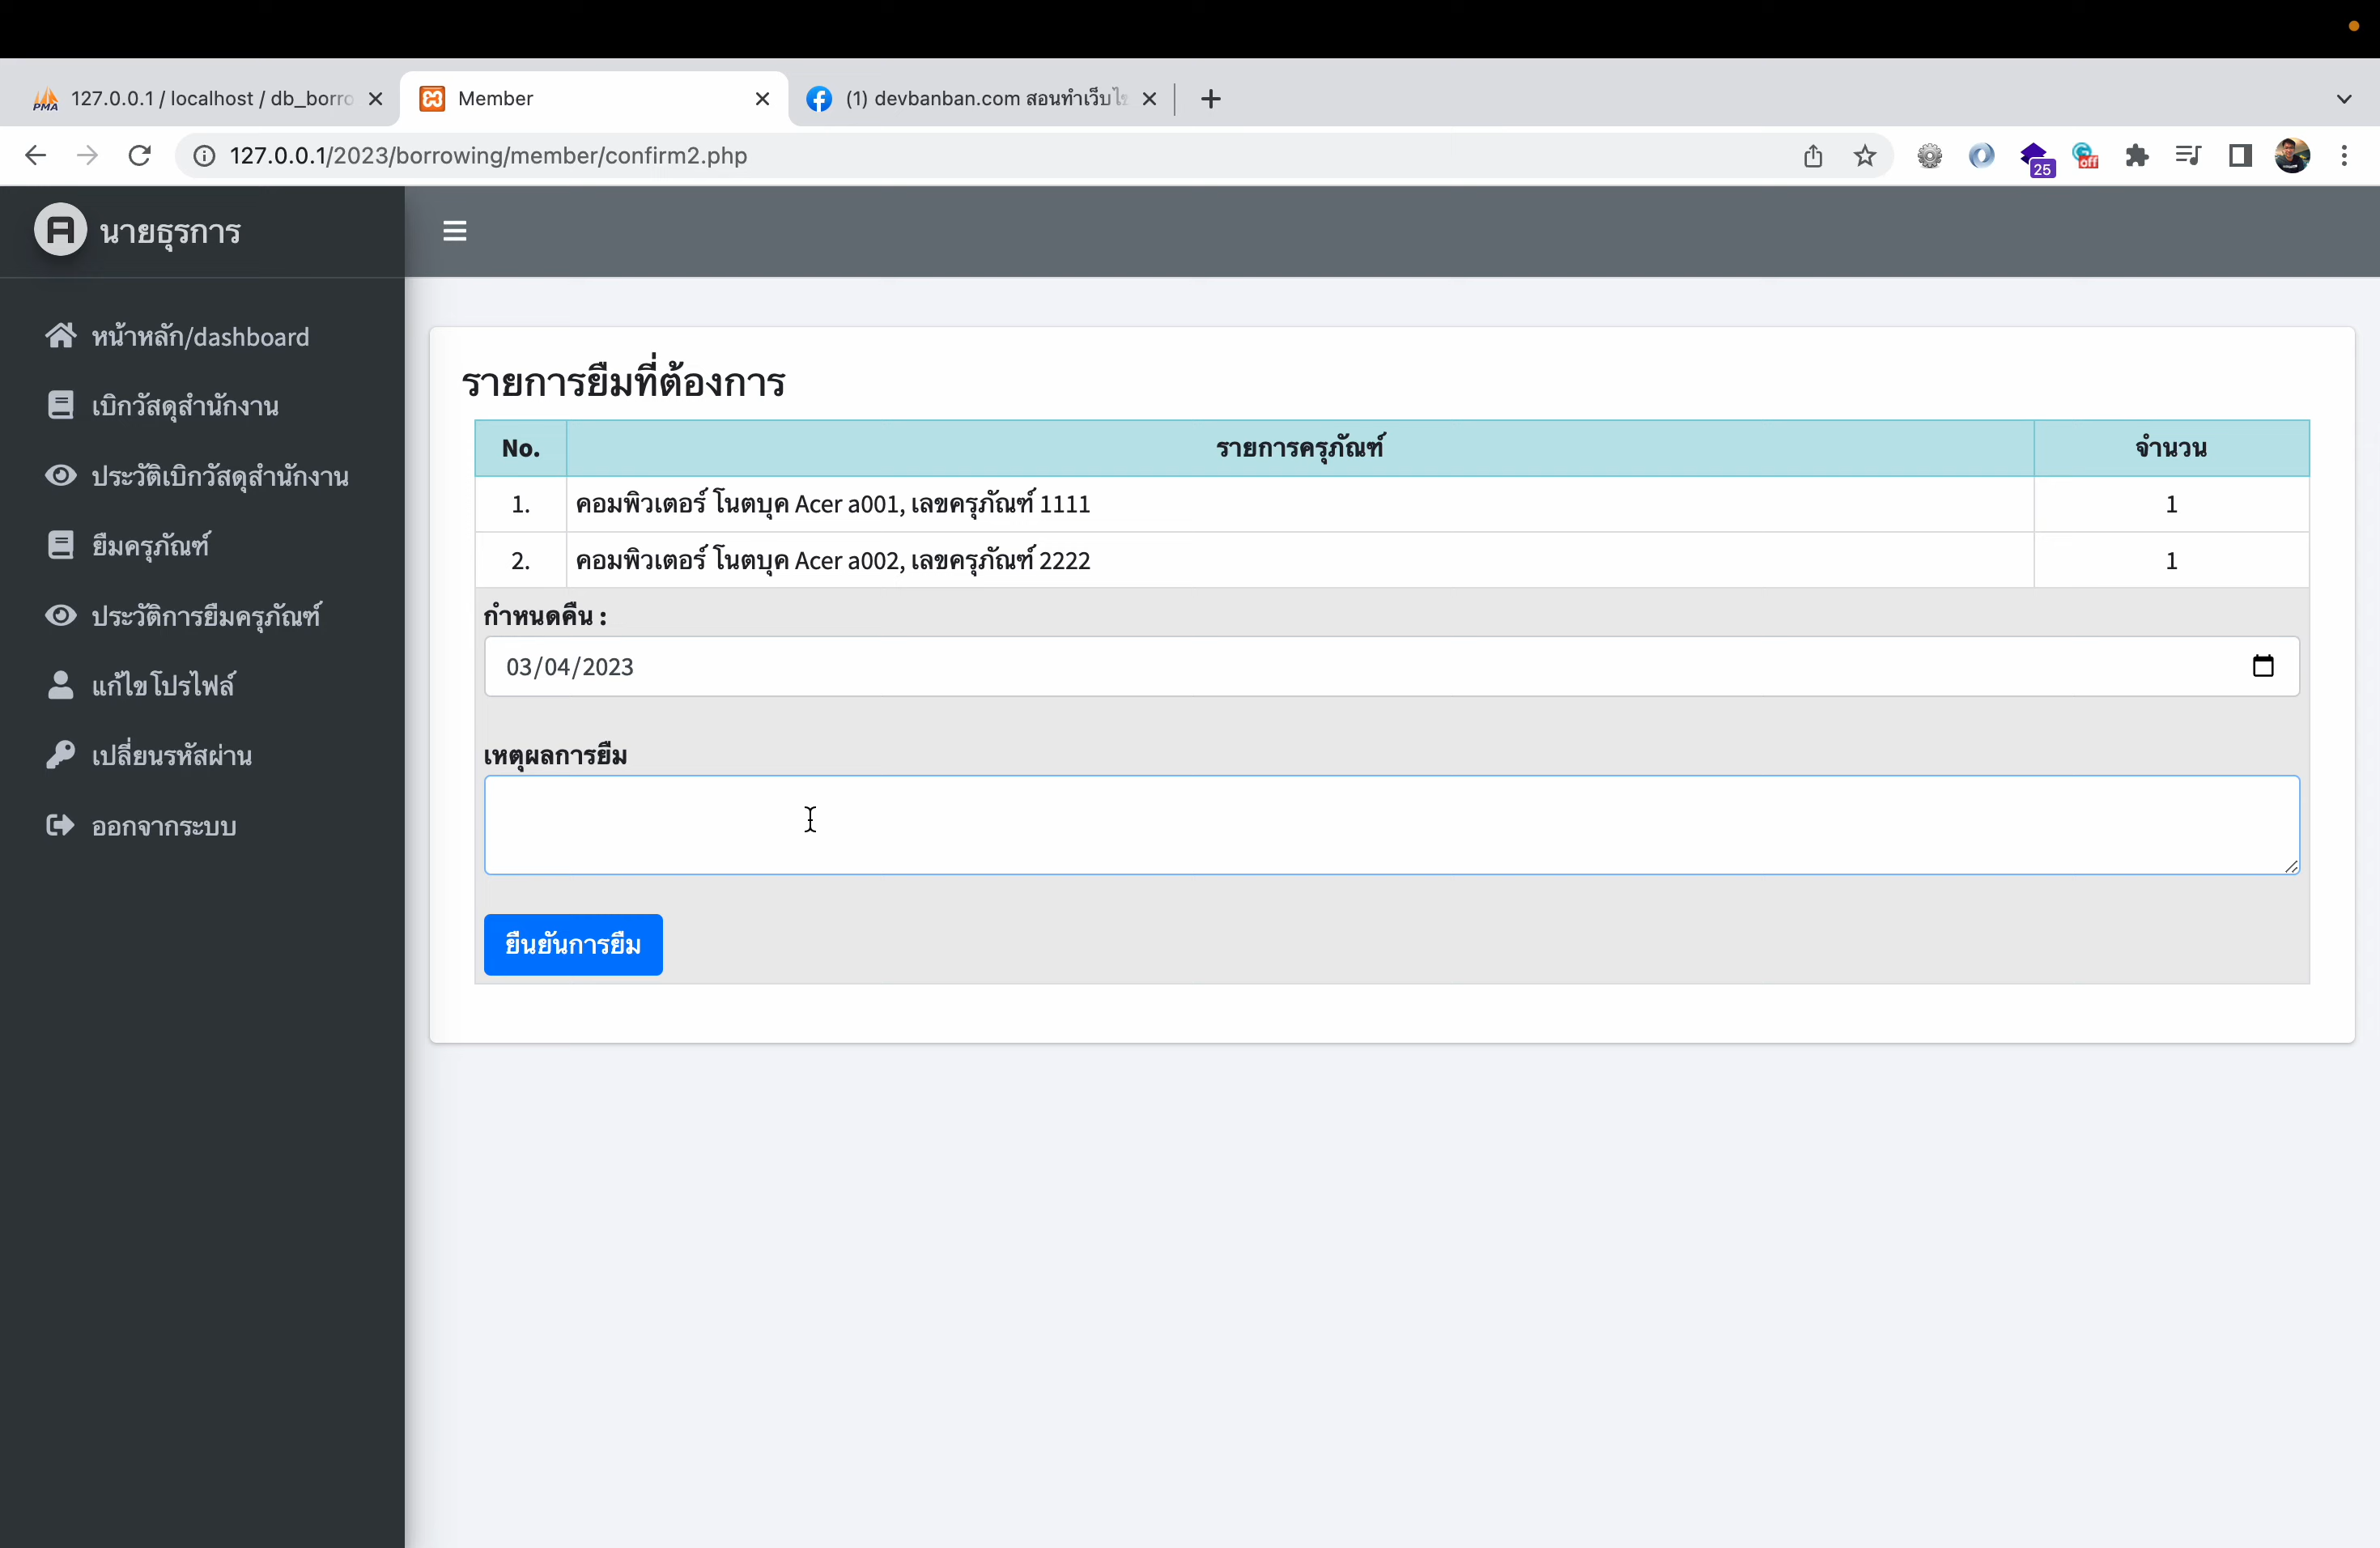 127.0.0.1 / localhost / db_borro
Member
(1) devbanban.com สอนทำเว็บไซ
127.0.0.1/2023/borrowing/member/confirm2.php
25
off
นายธุรการ
หน้าหลัก/dashboard
เบิกวัสดุสำนักงาน
ประวัติเบิกวัสดุสำนักงาน
ยืมครุภัณฑ์
ประวัติการยืมครุภัณฑ์
แก้ไขโปรไฟล์
เปลี่ยนรหัสผ่าน
ออกจากระบบ
รายการยืมที่ต้องการ
No. รายการครุภัณฑ์ จำนวน
1. คอมพิวเตอร์ โนตบุค Acer a001, เลขครุภัณฑ์ 1111 1
2. คอมพิวเตอร์ โนตบุค Acer a002, เลขครุภัณฑ์ 2222 1
กำหนดคืน :
03/04/2023
เหตุผลการยืม
ยืนยันการยืม